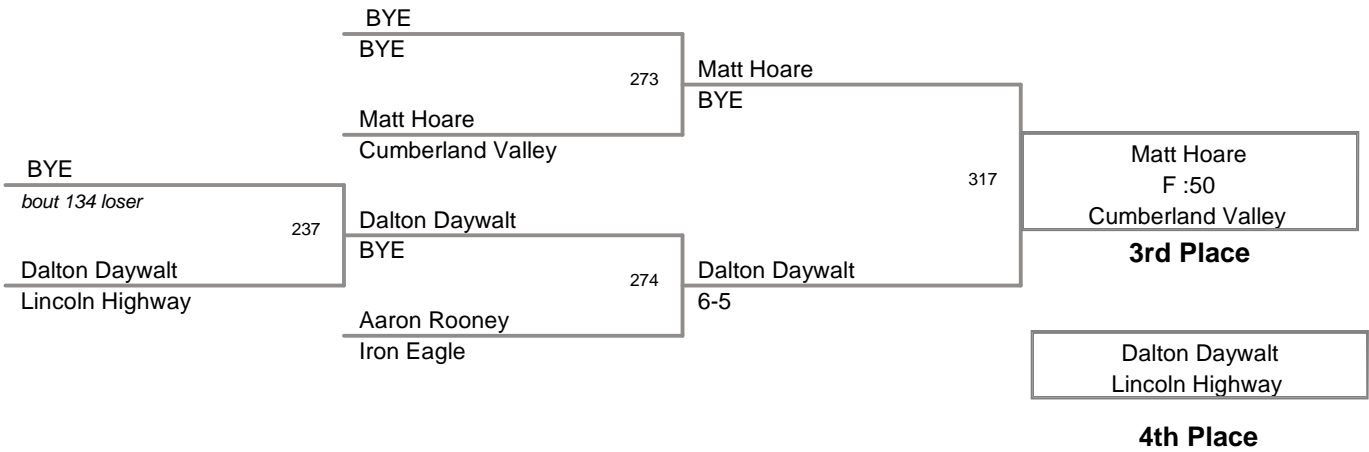 BYE
BYE
273
Matt Hoare
Cumberland Valley
Matt Hoare
BYE
BYE
bout 134 loser
237
Dalton Daywalt
Lincoln Highway
Dalton Daywalt
BYE
274
Aaron Rooney
Iron Eagle
Dalton Daywalt
6-5
317
Matt Hoare
F :50
Cumberland Valley
3rd Place
Dalton Daywalt
Lincoln Highway
4th Place